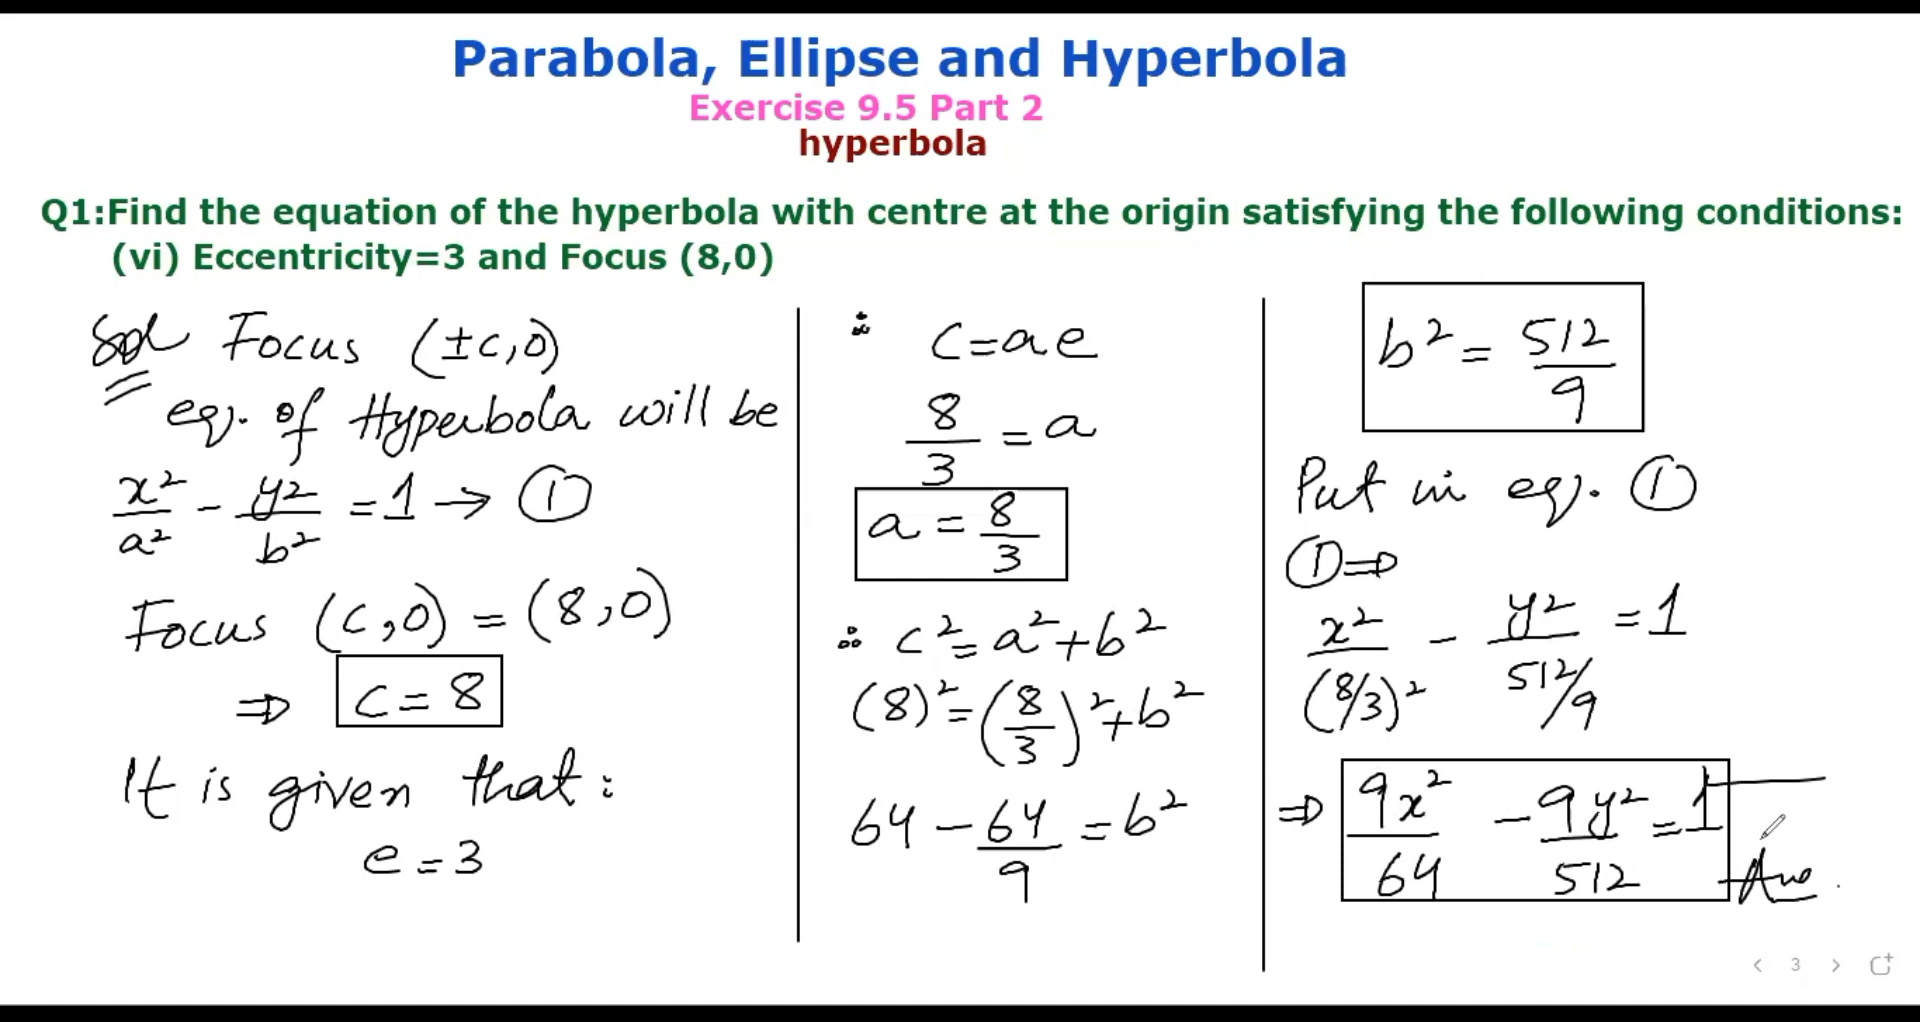 Parabola, Ellipse and Hyperbola
Exercise 9.5 Part 2
hyperbola
Q1:Find the equation of the hyperbola with centre at the origin satisfying the following conditions:
(vi) Eccentricity=3 and Focus (8,0)
Sol Focus (±c,0)
eq. of Hyperbola will be
x²/a² - y²/b² = 1 → ①
Focus (c,0) = (8,0)
⇒ c = 8
It is given that:
e = 3
∵ c=ae
8/3 = a
a = 8/3
∵ c² = a² + b²
(8)² = (8/3)² + b²
64 - 64/9 = b²
b² = 512/9
Put in eq. ①
① ⇒
x²/(8/3)² - y²/512/9 = 1
⇒ 9x²/64 - 9y²/512 = 1
Ans.
3